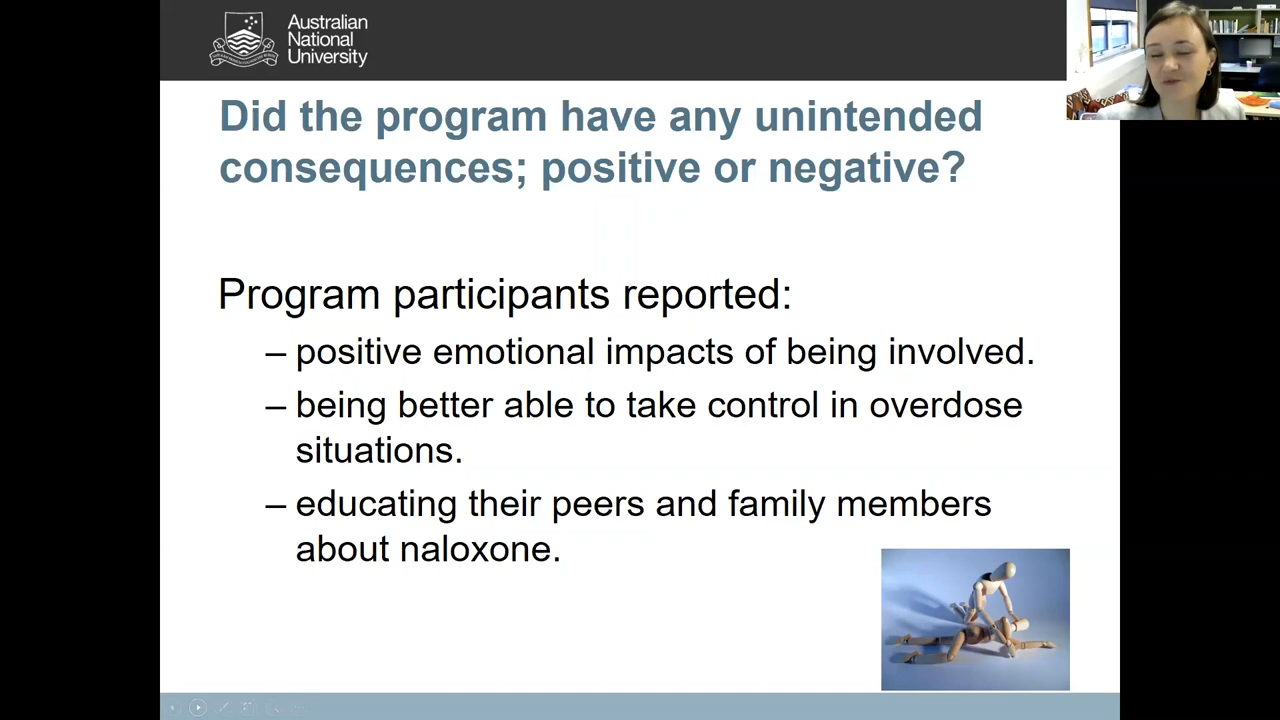 Australian
National
University
Did the program have any unintended
consequences; positive or negative?
Program participants reported:
– positive emotional impacts of being involved.
– being better able to take control in overdose
situations.
– educating their peers and family members
about naloxone.